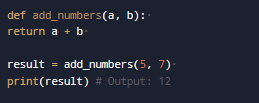 def add_numbers(a, b):
return a + b

result = add_numbers(5, 7)
print(result) # Output: 12